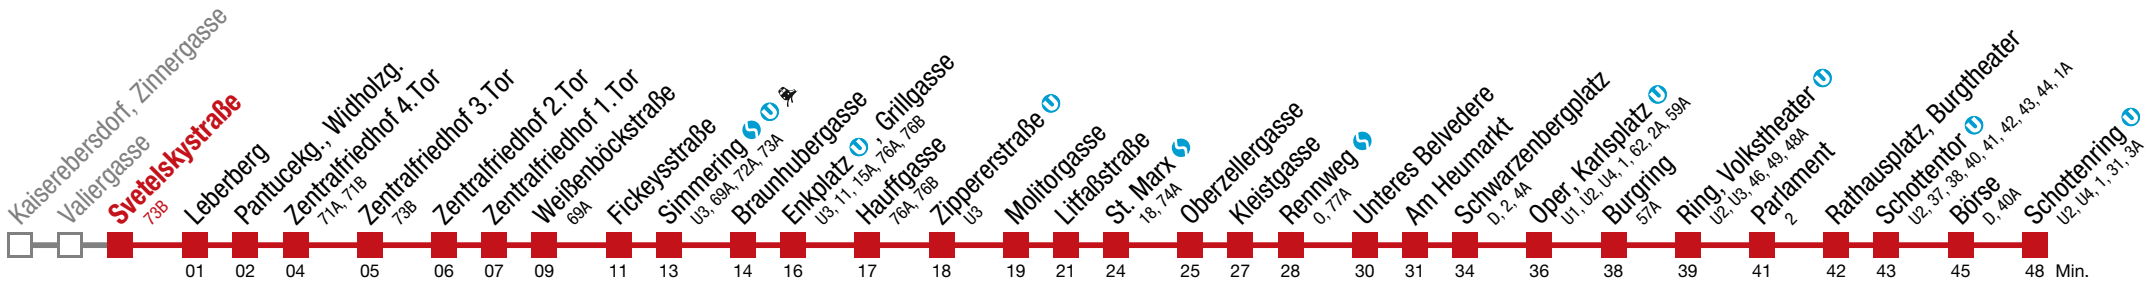 Kaiserebersdorf, Zinnergasse
Valiergasse
Svetelskystraße
73B
Leberberg
01
Pantucekg., Widholzg.
02
Zentralfriedhof 4.Tor
71A, 71B
04
Zentralfriedhof 3.Tor
73B
05
Zentralfriedhof 2.Tor
06
Zentralfriedhof 1.Tor
07
Weißenböckstraße
69A
09
Fickeysstraße
11
Simmering
U3, 69A, 72A, 73A
13
Braunhubergasse
14
Enkplatz U, Grillgasse
U3, 11, 15A, 76A, 76B
16
Hauffgasse
76A, 76B
17
Zippererstraße U
U3
18
Molitorgasse
19
Litfaßstraße
21
St. Marx
18, 74A
24
Oberzellergasse
25
Kleistgasse
27
Rennweg
O, 77A
28
Unteres Belvedere
30
Am Heumarkt
31
Schwarzenbergplatz
D, 2, 4A
34
Oper, Karlsplatz U
U1, U2, U4, 1, 62, 2A, 59A
36
Burgring
57A
38
Ring, Volkstheater U
U2, U3, 46, 49, 48A
39
Parlament
2
41
Rathausplatz, Burgtheater
42
Schottentor U
U2, 37, 38, 40, 41, 42, 43, 44, 1A
43
Börse
D, 40A
45
Schottenring U
U2, U4, 1, 31, 3A
48 Min.